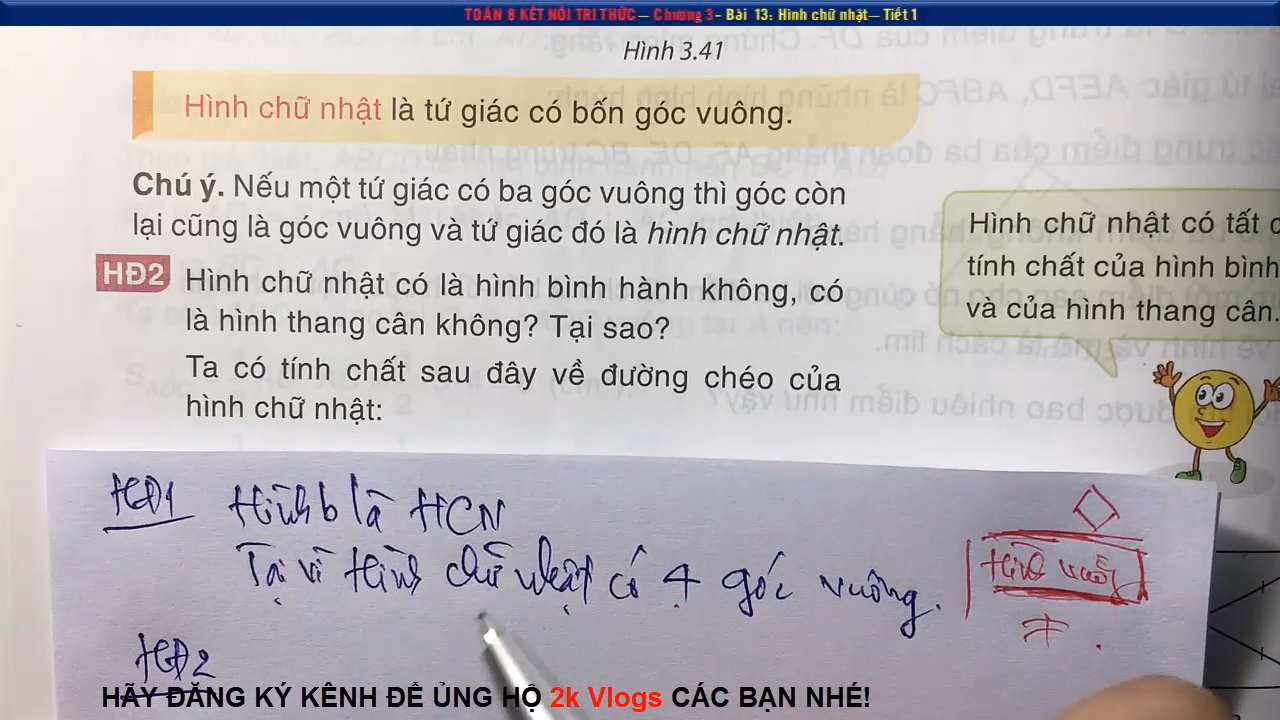 TOÁN 8 KẾT NỐI TRI THỨC – Chương 3 - Bài 13: Hình chữ nhật – Tiết 1
Hình 3.41
Hình chữ nhật là tứ giác có bốn góc vuông.
Chú ý. Nếu một tứ giác có ba góc vuông thì góc còn
lại cũng là góc vuông và tứ giác đó là hình chữ nhật.
HĐ2 Hình chữ nhật có là hình bình hành không, có
là hình thang cân không? Tại sao?
Ta có tính chất sau đây về đường chéo của
hình chữ nhật:
Hình chữ nhật có tất
tính chất của hình bình
và của hình thang cân.
HĐ1 Hình b là HCN
Tại vì Hình chữ nhật có 4 góc vuông.
Hình vuông
HĐ2
HÃY ĐĂNG KÝ KÊNH ĐỂ ỦNG HỘ 2k Vlogs CÁC BẠN NHÉ!